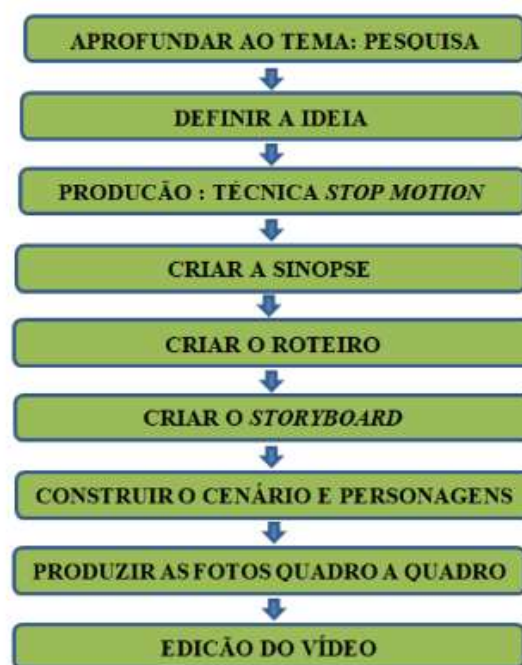 APROFUNDAR AO TEMA: PESQUISA
DEFINIR A IDEIA
PRODUCÃO : TÉCNICA STOP MOTION
CRIAR A SINOPSE
CRIAR O ROTEIRO
CRIAR O STORYBOARD
CONSTRUIR O CENÁRIO E PERSONAGENS
PRODUZIR AS FOTOS QUADRO A QUADRO
EDICÃO DO VÍDEO